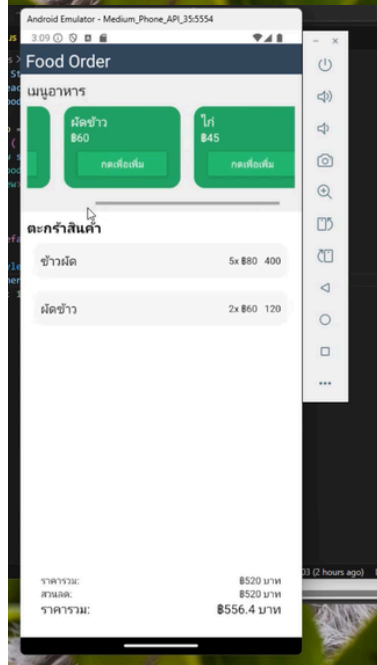 Android Emulator - Medium_Phone_API_35:5554
3:09
Food Order
เมนูอาหาร
ผัดข้าว
฿60
กดเพื่อเพิ่ม
ไก่
฿45
กดเพื่อเพิ่ม
ตะกร้าสินค้า
ข้าวผัด 5x ฿80 400
ผัดข้าว 2x ฿60 120
ราคารวม: ฿520 บาท
ส่วนลด: ฿520 บาท
ราคารวม: ฿556.4 บาท
(2 hours ago)